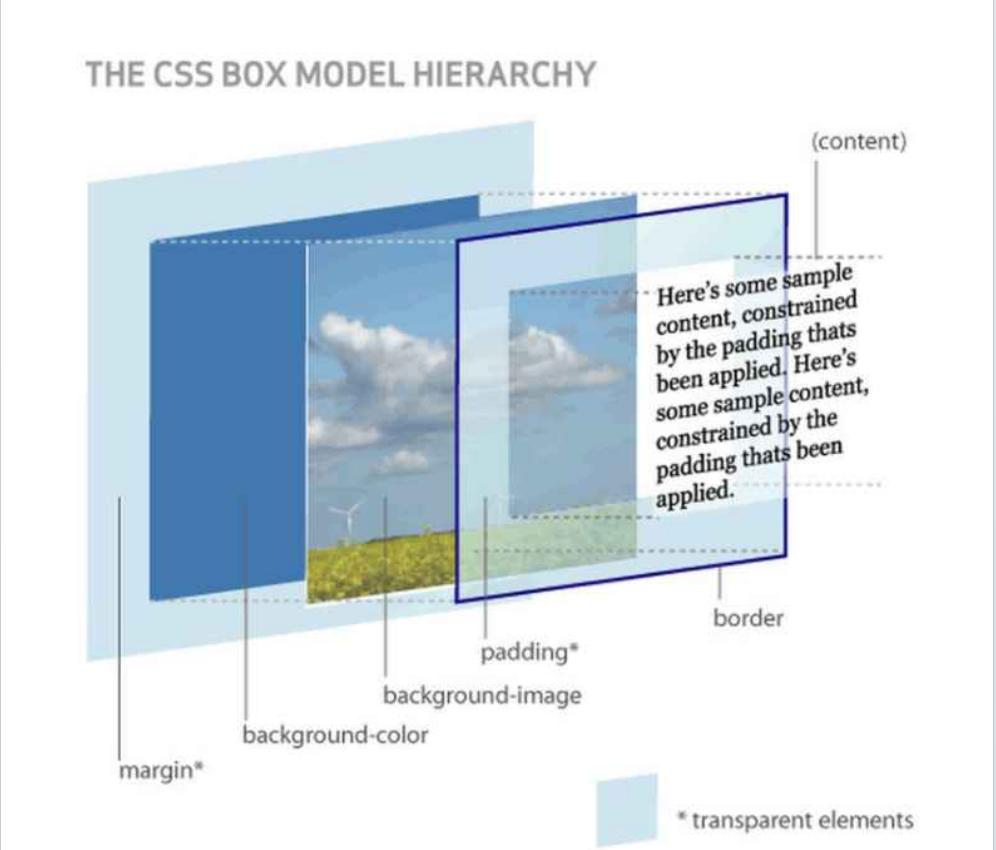 THE CSS BOX MODEL HIERARCHY
(content)
Here's some sample
content, constrained
by the padding thats
been applied. Here's
some sample content,
constrained by the
padding thats been
applied.
border
padding*
background-image
background-color
margin*
* transparent elements